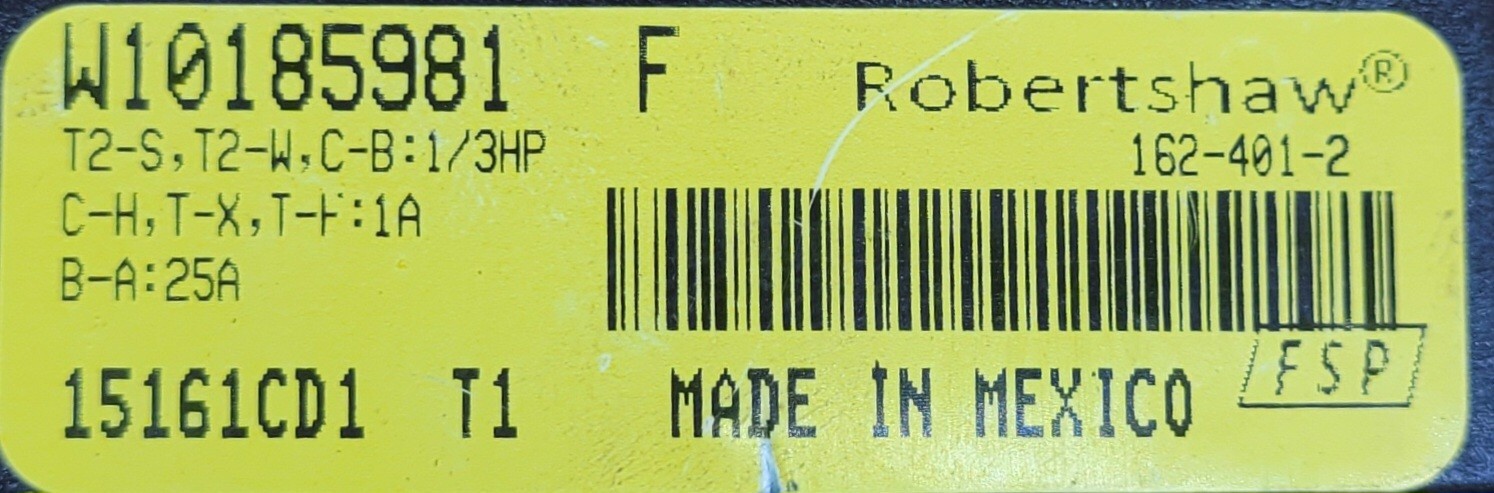 W10185981 F Robertshaw®
T2-S,T2-W,C-B:1/3HP
162-401-2
C-H,T-X,:1A
B-A:25A
FSP
15161CD1 T1 MADE IN MEXICO